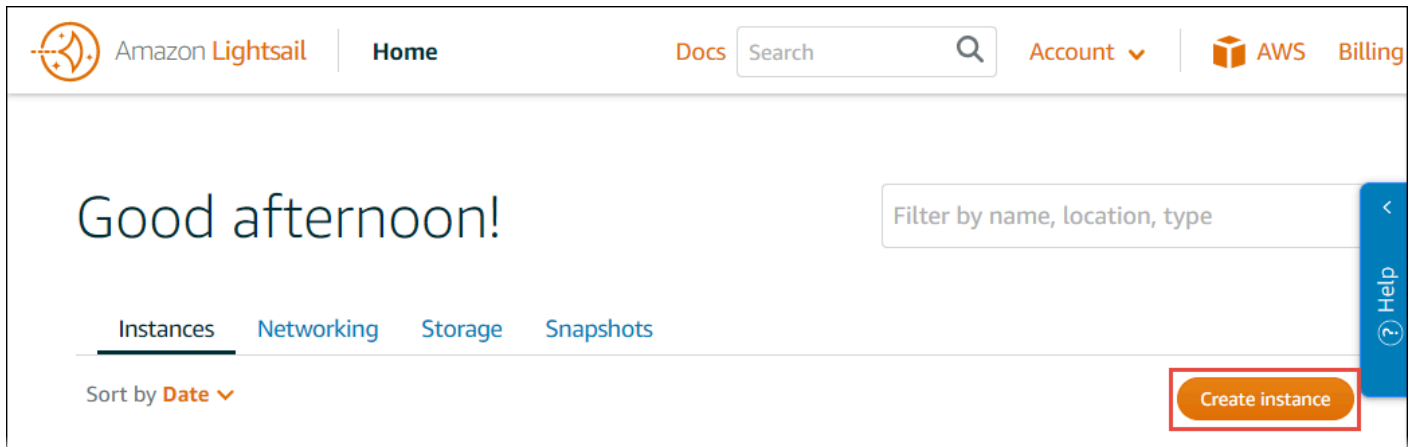 Amazon Lightsail Home Docs Search Account AWS Billing
Good afternoon!
Filter by name, location, type
? Help
Instances Networking Storage Snapshots
Sort by Date
Create instance